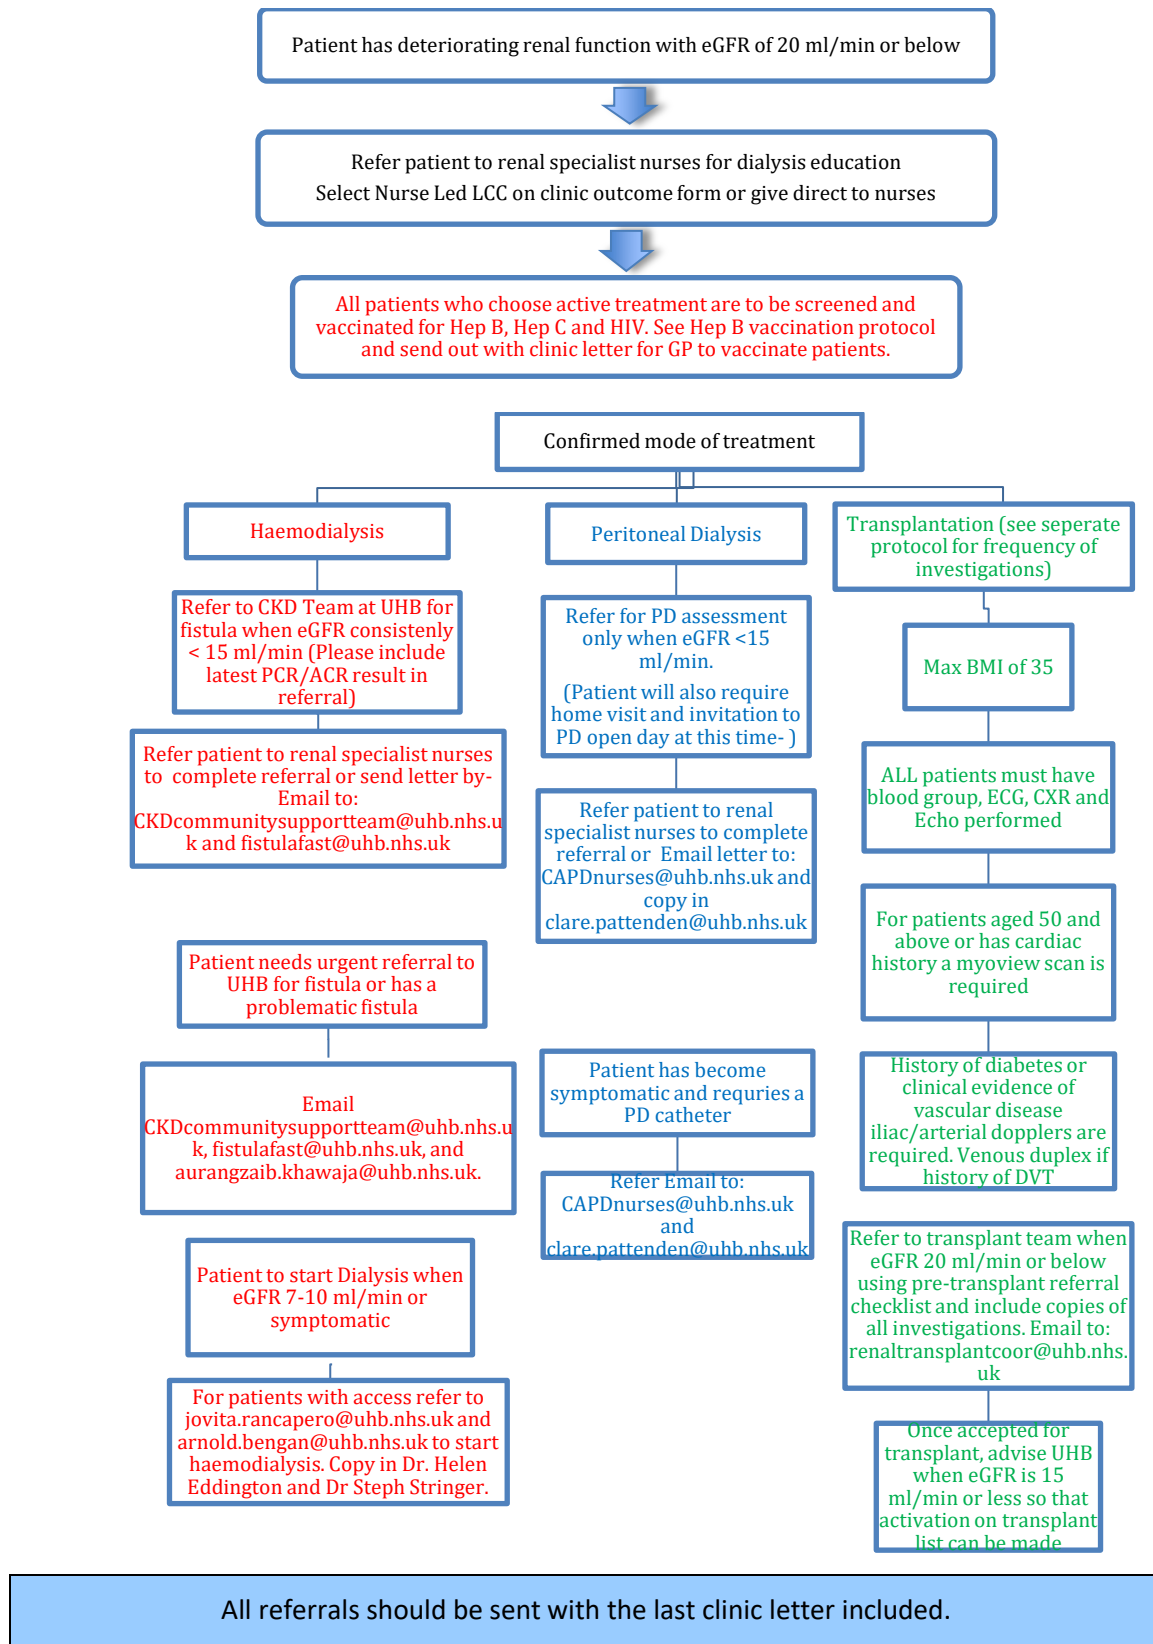 Patient has deteriorating renal function with eGFR of 20 ml/min or below
Refer patient to renal specialist nurses for dialysis education
Select Nurse Led LCC on clinic outcome form or give direct to nurses
All patients who choose active treatment are to be screened and
vaccinated for Hep B, Hep C and HIV. See Hep B vaccination protocol
and send out with clinic letter for GP to vaccinate patients.
Confirmed mode of treatment
Haemodialysis
Refer to CKD Team at UHB for
fistula when eGFR consistenly
< 15 ml/min (Please include
latest PCR/ACR result in
referral)
Refer patient to renal specialist nurses
to complete referral or send letter by-
Email to:
CKDcommunitysupportteam@uhb.nhs.u
k and fistulafast@uhb.nhs.uk
Patient needs urgent referral to
UHB for fistula or has a
problematic fistula
Email
CKDcommunitysupportteam@uhb.nhs.u
k, fistulafast@uhb.nhs.uk, and
aurangzaib.khawaja@uhb.nhs.uk.
Patient to start Dialysis when
eGFR 7-10 ml/min or
symptomatic
For patients with access refer to
jovita.rancapero@uhb.nhs.uk and
arnold.bengan@uhb.nhs.uk to start
haemodialysis. Copy in Dr. Helen
Eddington and Dr Steph Stringer.
Peritoneal Dialysis
Refer for PD assessment
only when eGFR <15
ml/min.
(Patient will also require
home visit and invitation to
PD open day at this time- )
Refer patient to renal
specialist nurses to complete
referral or Email letter to:
CAPDnurses@uhb.nhs.uk and
copy in
clare.pattenden@uhb.nhs.uk
Patient has become
symptomatic and requries a
PD catheter
Refer Email to:
CAPDnurses@uhb.nhs.uk
and
clare.pattenden@uhb.nhs.uk
Transplantation (see seperate
protocol for frequency of
investigations)
Max BMI of 35
ALL patients must have
blood group, ECG, CXR and
Echo performed
For patients aged 50 and
above or has cardiac
history a myoview scan is
required
History of diabetes or
clinical evidence of
vascular disease
iliac/arterial dopplers are
required. Venous duplex if
history of DVT
Refer to transplant team when
eGFR 20 ml/min or below
using pre-transplant referral
checklist and include copies of
all investigations. Email to:
renaltransplantcoor@uhb.nhs.
uk
Once accepted for
transplant, advise UHB
when eGFR is 15
ml/min or less so that
activation on transplant
list can be made
All referrals should be sent with the last clinic letter included.